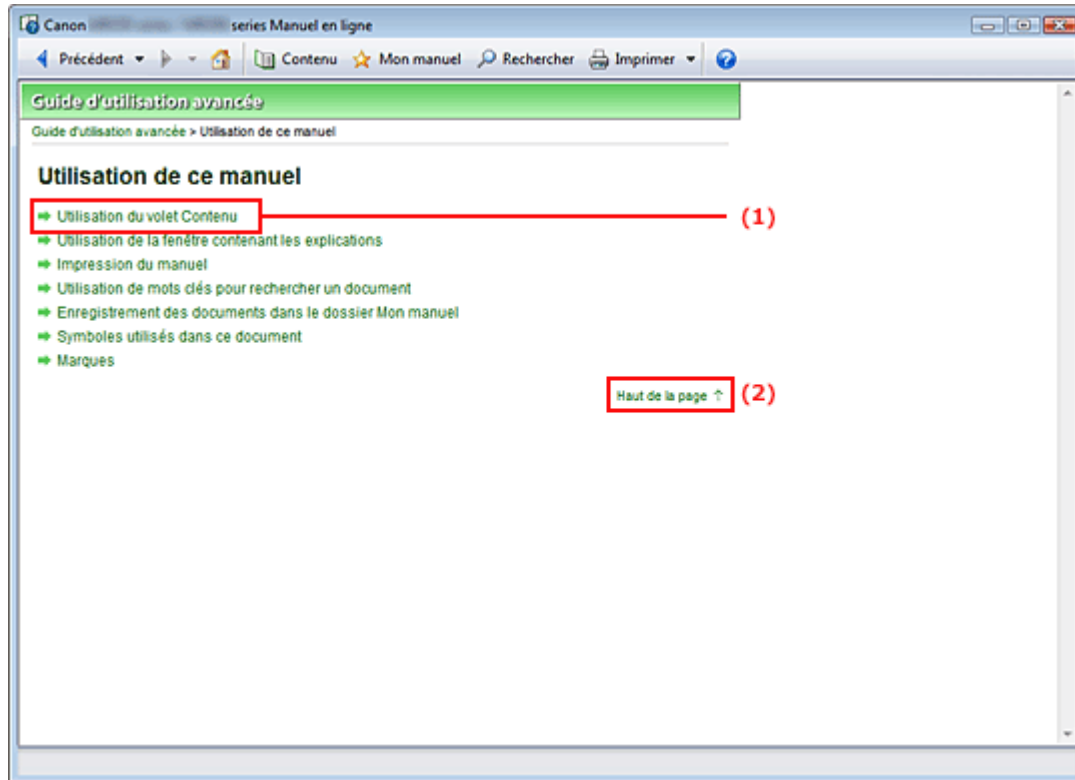 Canon series Manuel en ligne
Précédent Contenu Mon manuel Rechercher Imprimer
Guide d'utilisation avancée
Guide d'utilisation avancée > Utilisation de ce manuel
Utilisation de ce manuel
Utilisation du volet Contenu (1)
Utilisation de la fenêtre contenant les explications
Impression du manuel
Utilisation de mots clés pour rechercher un document
Enregistrement des documents dans le dossier Mon manuel
Symboles utilisés dans ce document
Marques
Haut de la page ↑ (2)